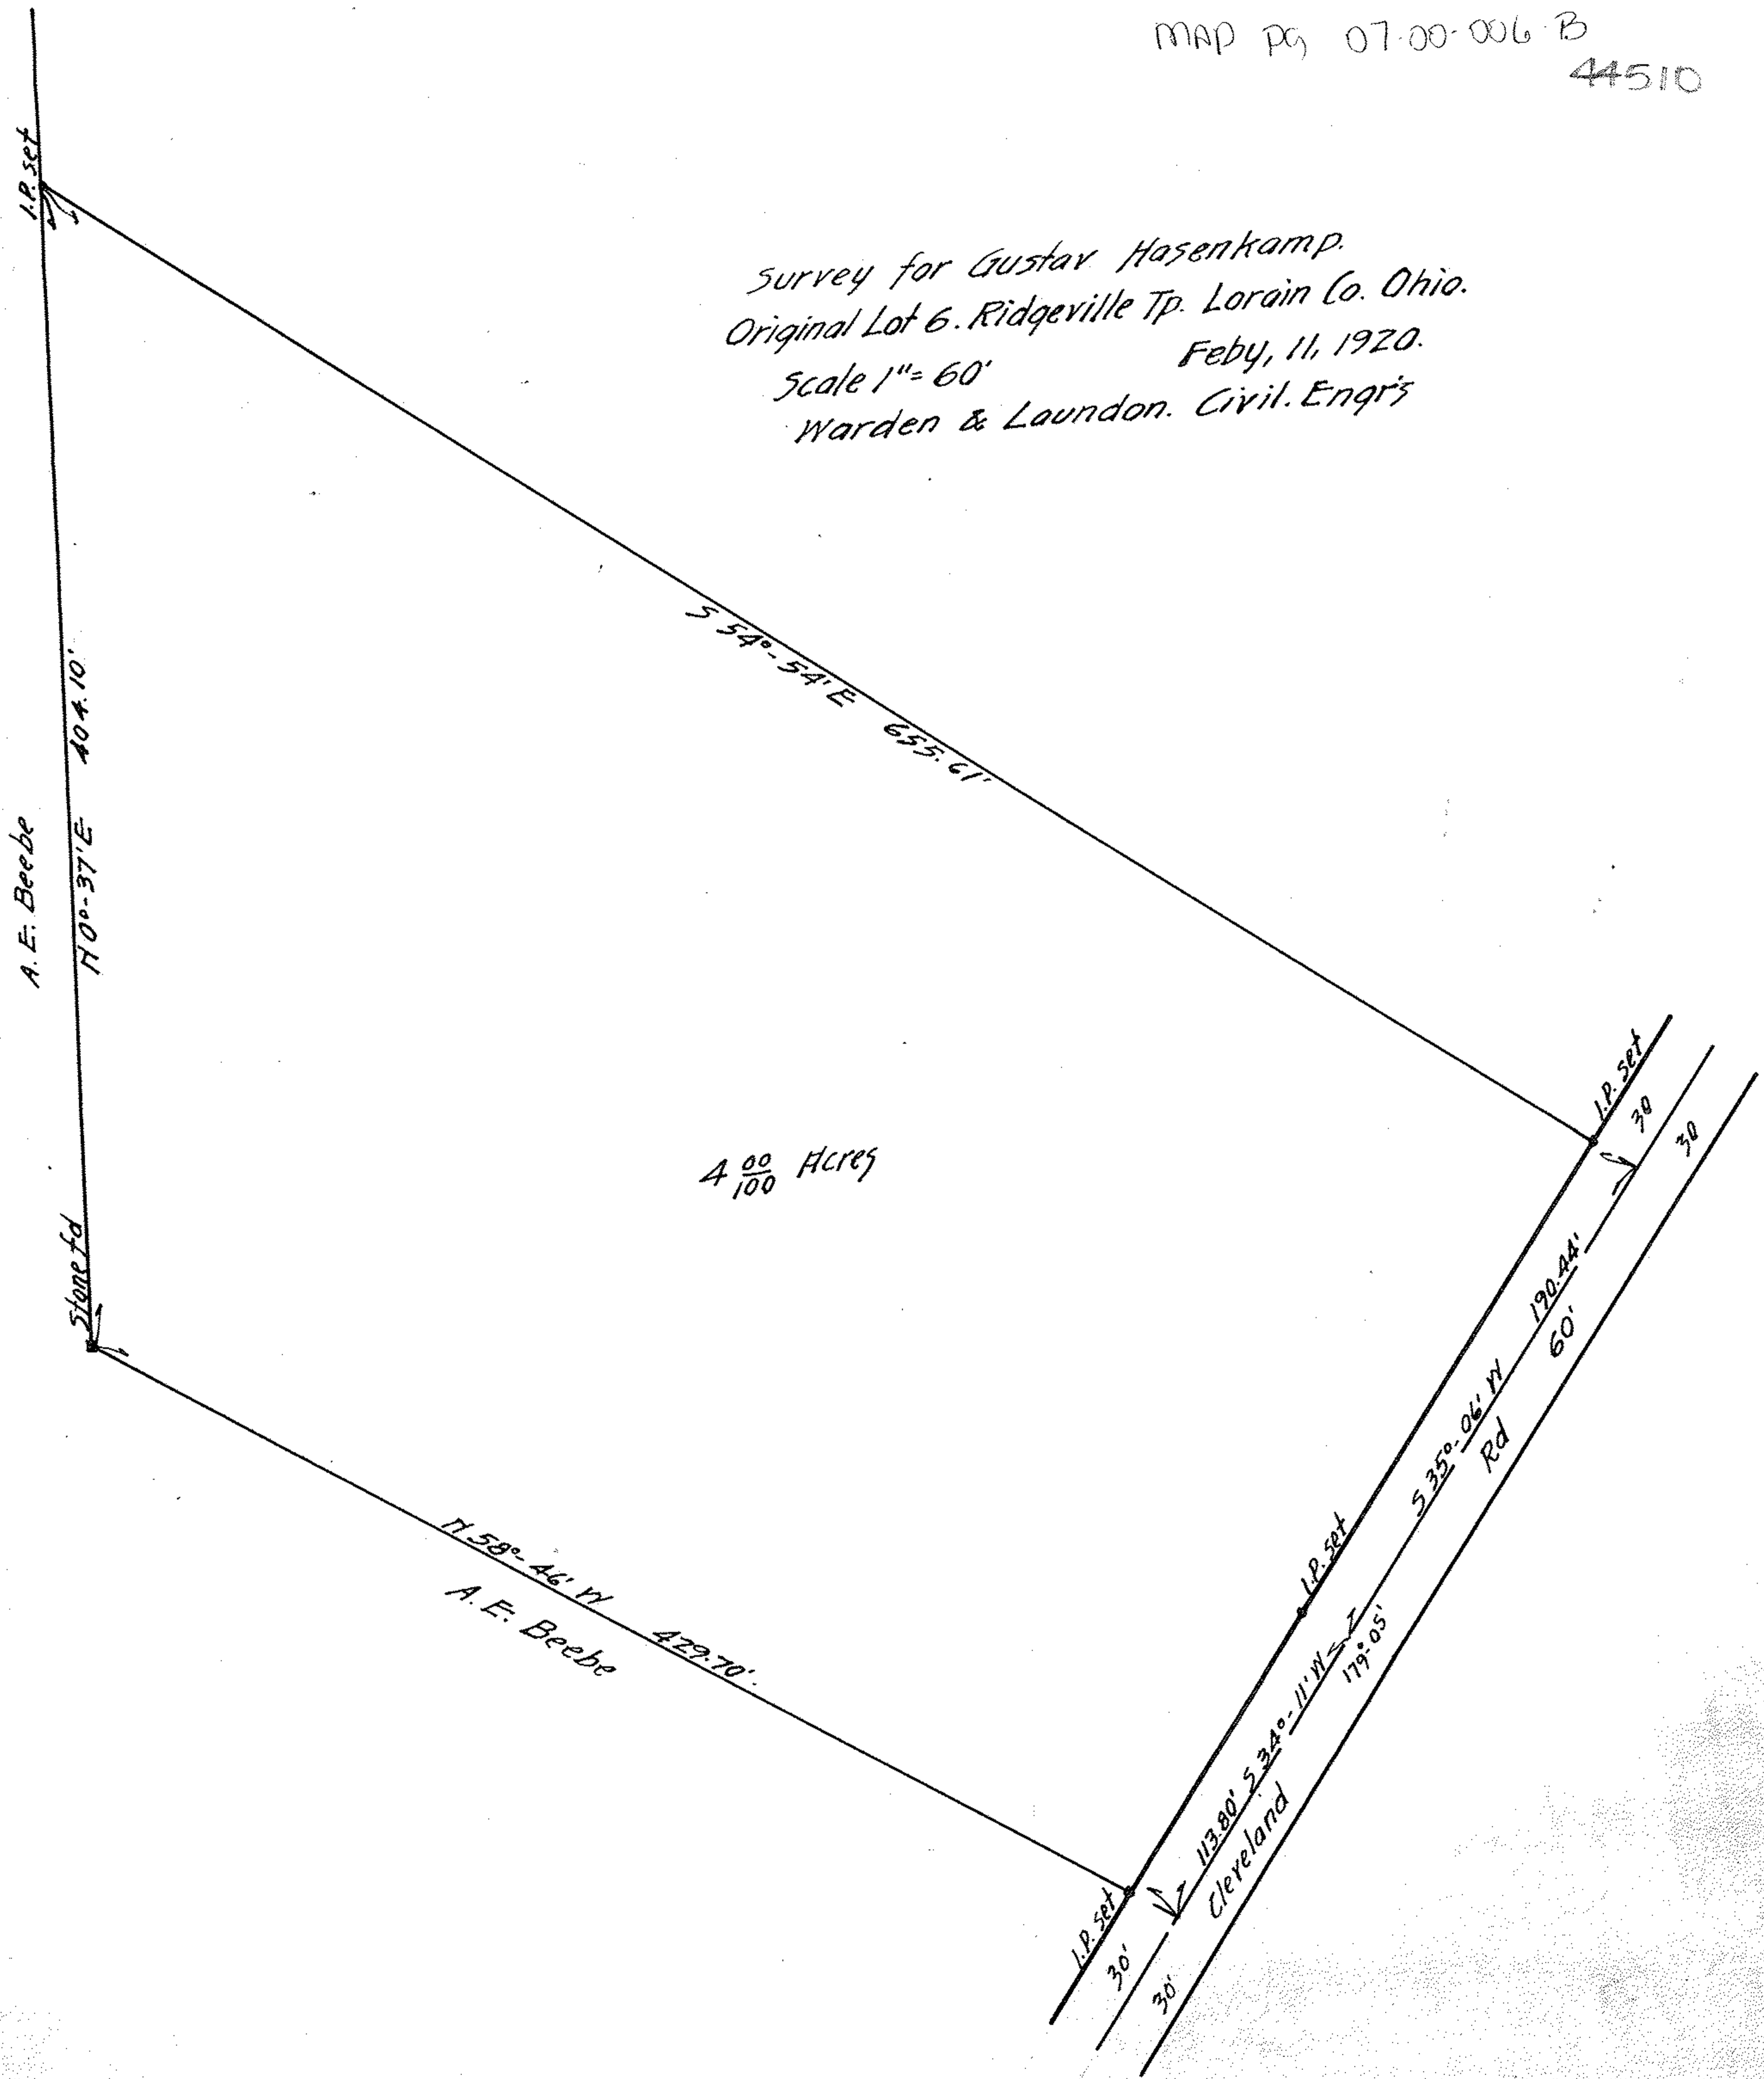 MAP PG 07-00-006-B
44510
Survey for Gustav Hasenkamp.
Original Lot 6. Ridgeville Tp. Lorain Co. Ohio.
Scale 1"= 60' Feby, 11, 1920.
Warden & Laundon. Civil. Engr's
I.P. set
S 54°-54' E 655.61'
N 0°-37' E 404.10'
A. E. Beebe
Stone fd
4 00/100 Acres
I.P. set
30
30
190.44'
60'
S 35°-06' W
Rd
I.P. set
179°-05'
S 34°-11' W
113.80'
Cleveland
N 58°-46' W 429.70'.
A. E. Beebe
I.P. set
30'
30'